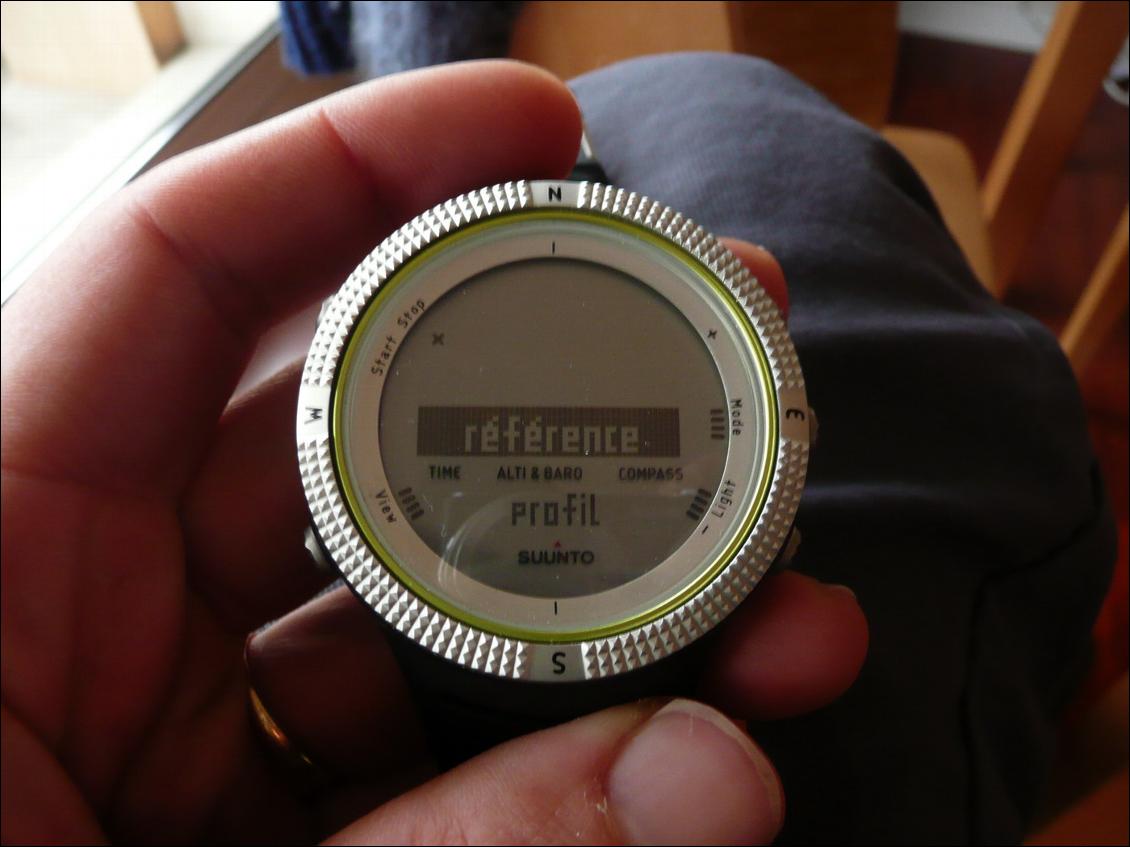 N
Start Stop
+
Mode
W
E
référence
TIME ALTI & BARO COMPASS
View
profil
Light
-
SUUNTO
S